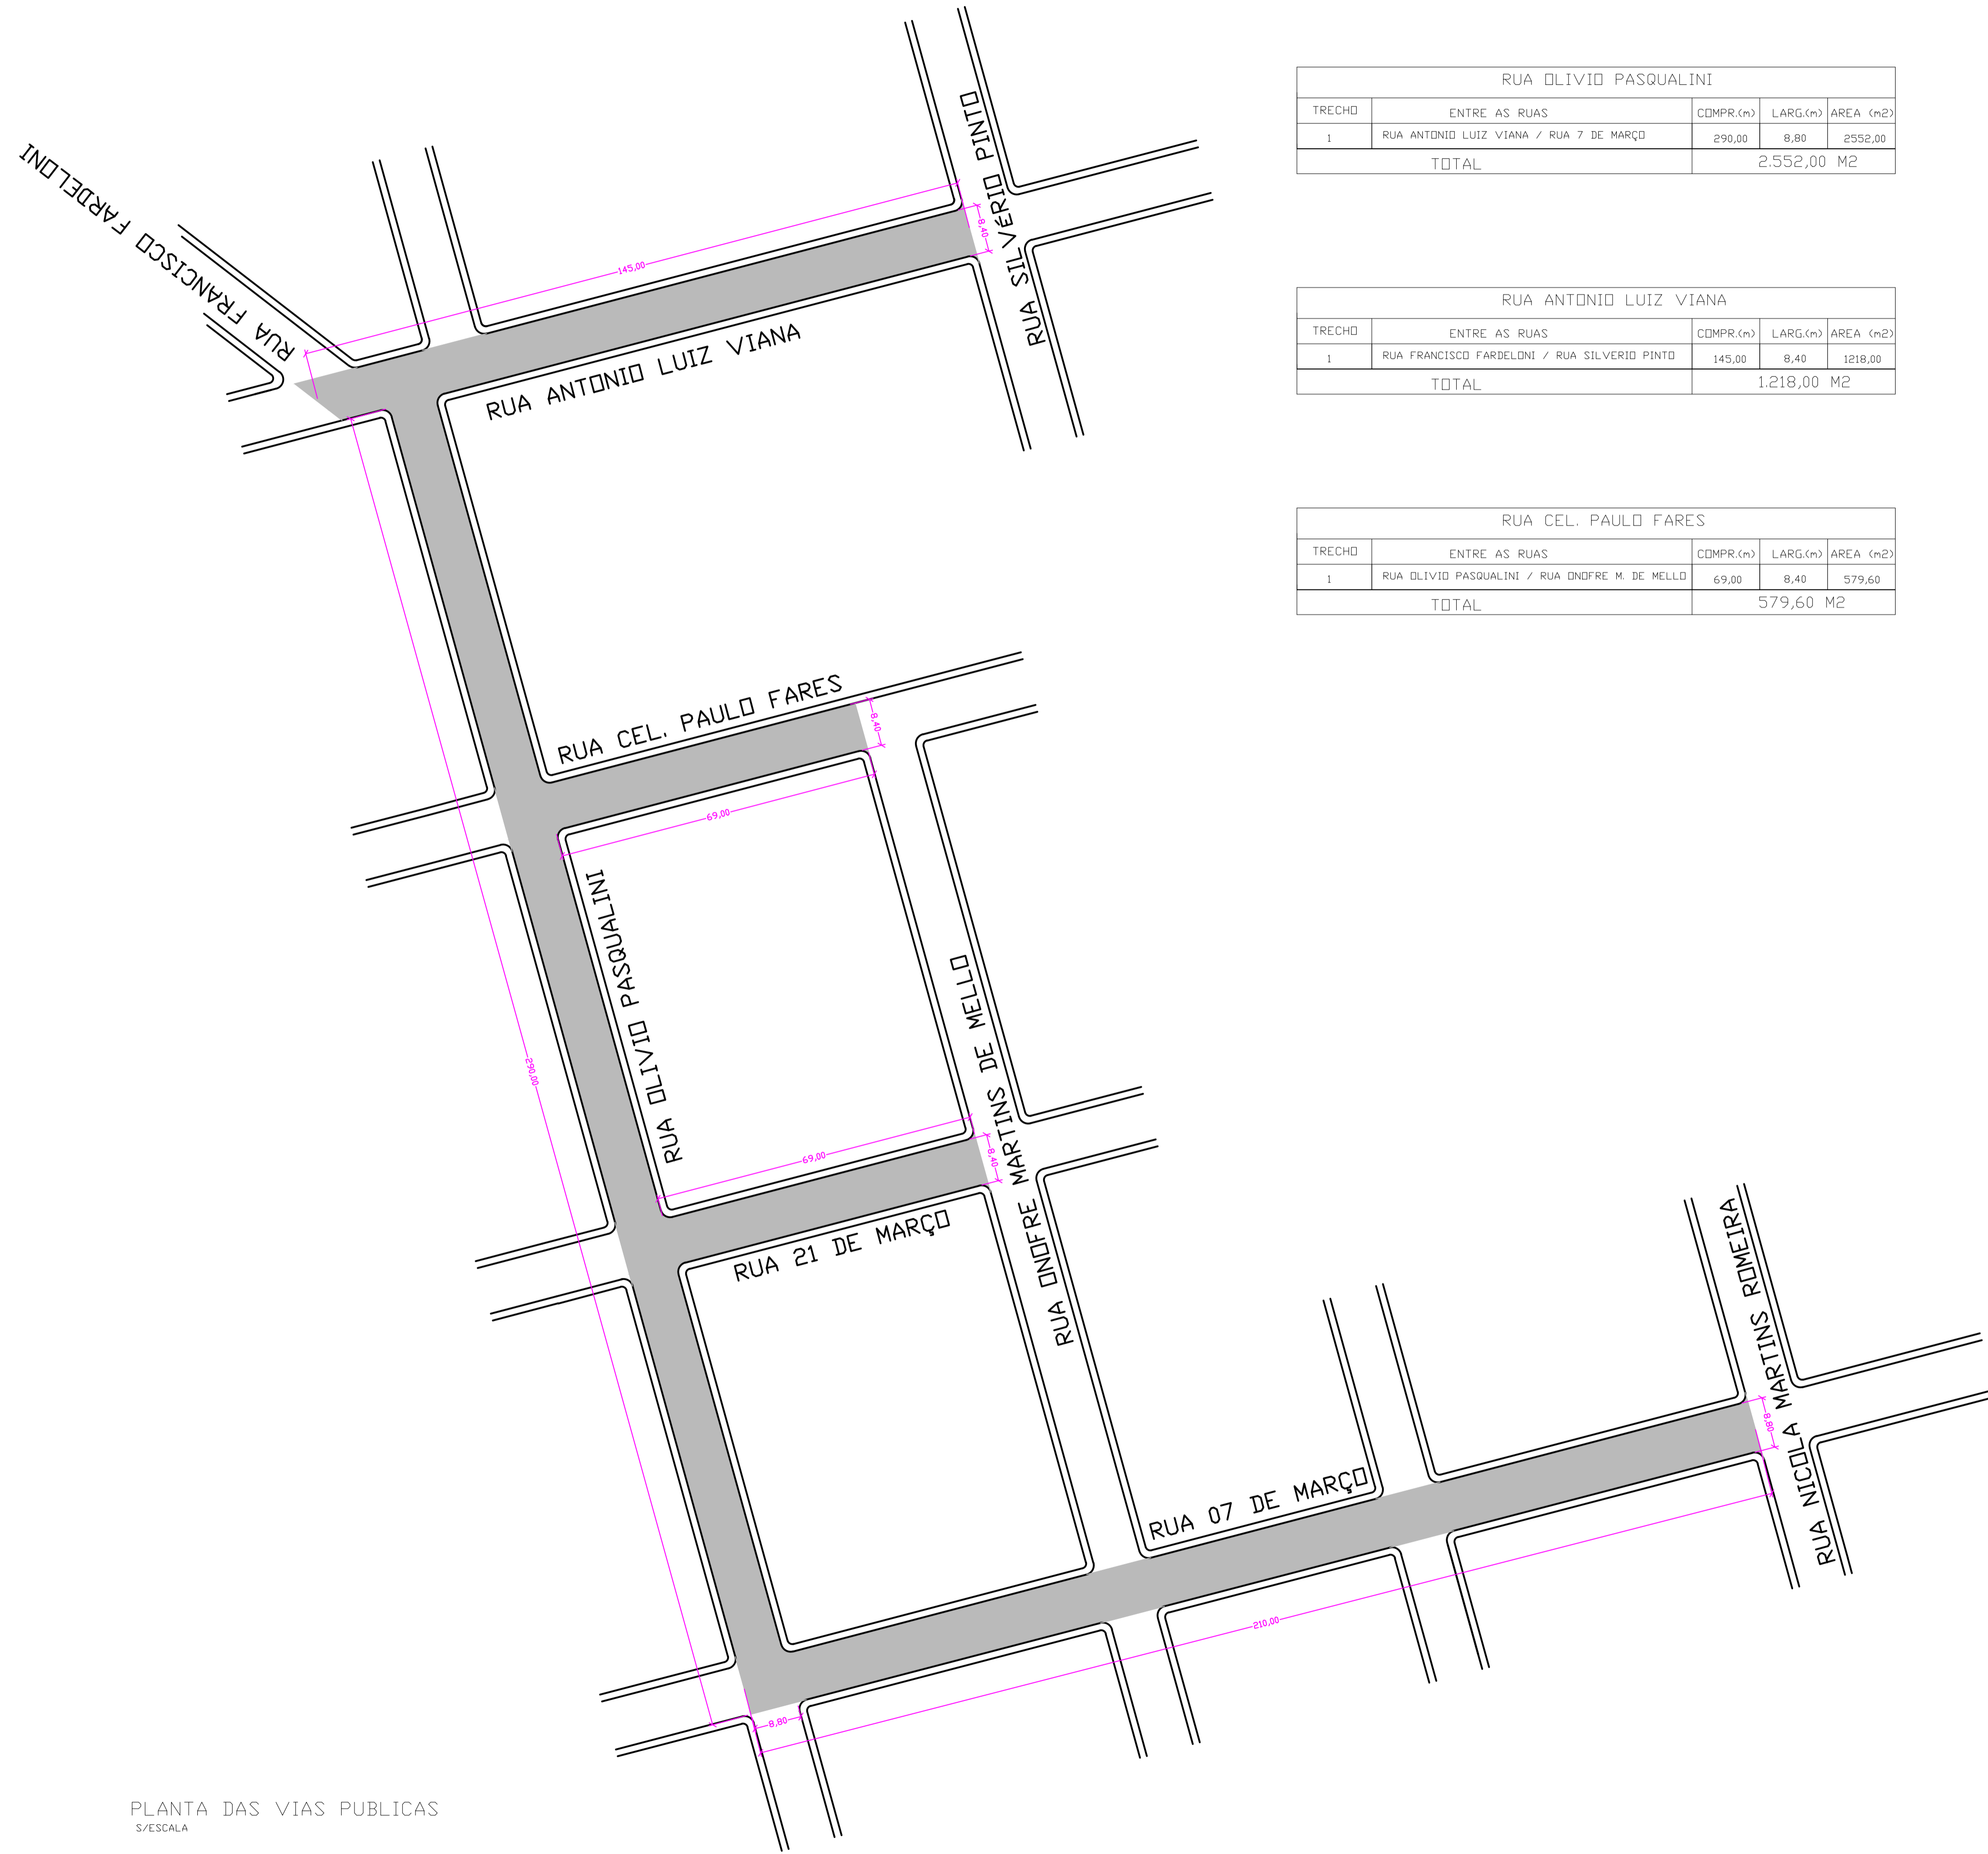 RUA FRANCISCO FARDELONI
RUA SILVÉRIO PINTO
145,00
8,40
RUA ANTONIO LUIZ VIANA
RUA CEL. PAULO FARES
8,40
69,00
RUA OLIVIO PASQUALINI
290,00
RUA ONOFRE MARTINS DE MELLO
69,00
8,40
RUA 21 DE MARÇO
RUA NICOLA MARTINS ROMEIRA
8,80
RUA 07 DE MARÇO
210,00
8,80
RUA OLIVIO PASQUALINI
TRECHO ENTRE AS RUAS COMPR.(m) LARG.(m) AREA (m2)
1 RUA ANTONIO LUIZ VIANA / RUA 7 DE MARÇO 290,00 8,80 2552,00
TOTAL 2.552,00 M2
RUA ANTONIO LUIZ VIANA
TRECHO ENTRE AS RUAS COMPR.(m) LARG.(m) AREA (m2)
1 RUA FRANCISCO FARDELONI / RUA SILVERIO PINTO 145,00 8,40 1218,00
TOTAL 1.218,00 M2
RUA CEL. PAULO FARES
TRECHO ENTRE AS RUAS COMPR.(m) LARG.(m) AREA (m2)
1 RUA OLIVIO PASQUALINI / RUA ONOFRE M. DE MELLO 69,00 8,40 579,60
TOTAL 579,60 M2
PLANTA DAS VIAS PUBLICAS
S/ESCALA